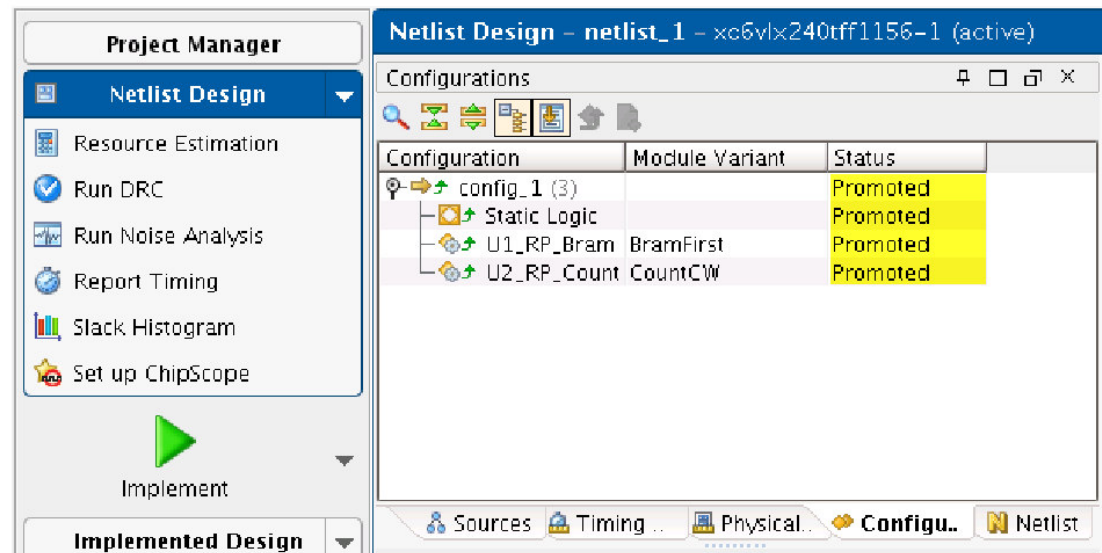 Project Manager
Netlist Design
Resource Estimation
Run DRC
Run Noise Analysis
Report Timing
Slack Histogram
Set up ChipScope
Implement
Implemented Design
Netlist Design - netlist_1 - xc6vlx240tff1156-1 (active)
Configurations
Configuration Module Variant Status
config_1 (3) Promoted
Static Logic Promoted
U1_RP_Bram BramFirst Promoted
U2_RP_Count CountCW Promoted
Sources Timing .. Physical.. Configu.. Netlist